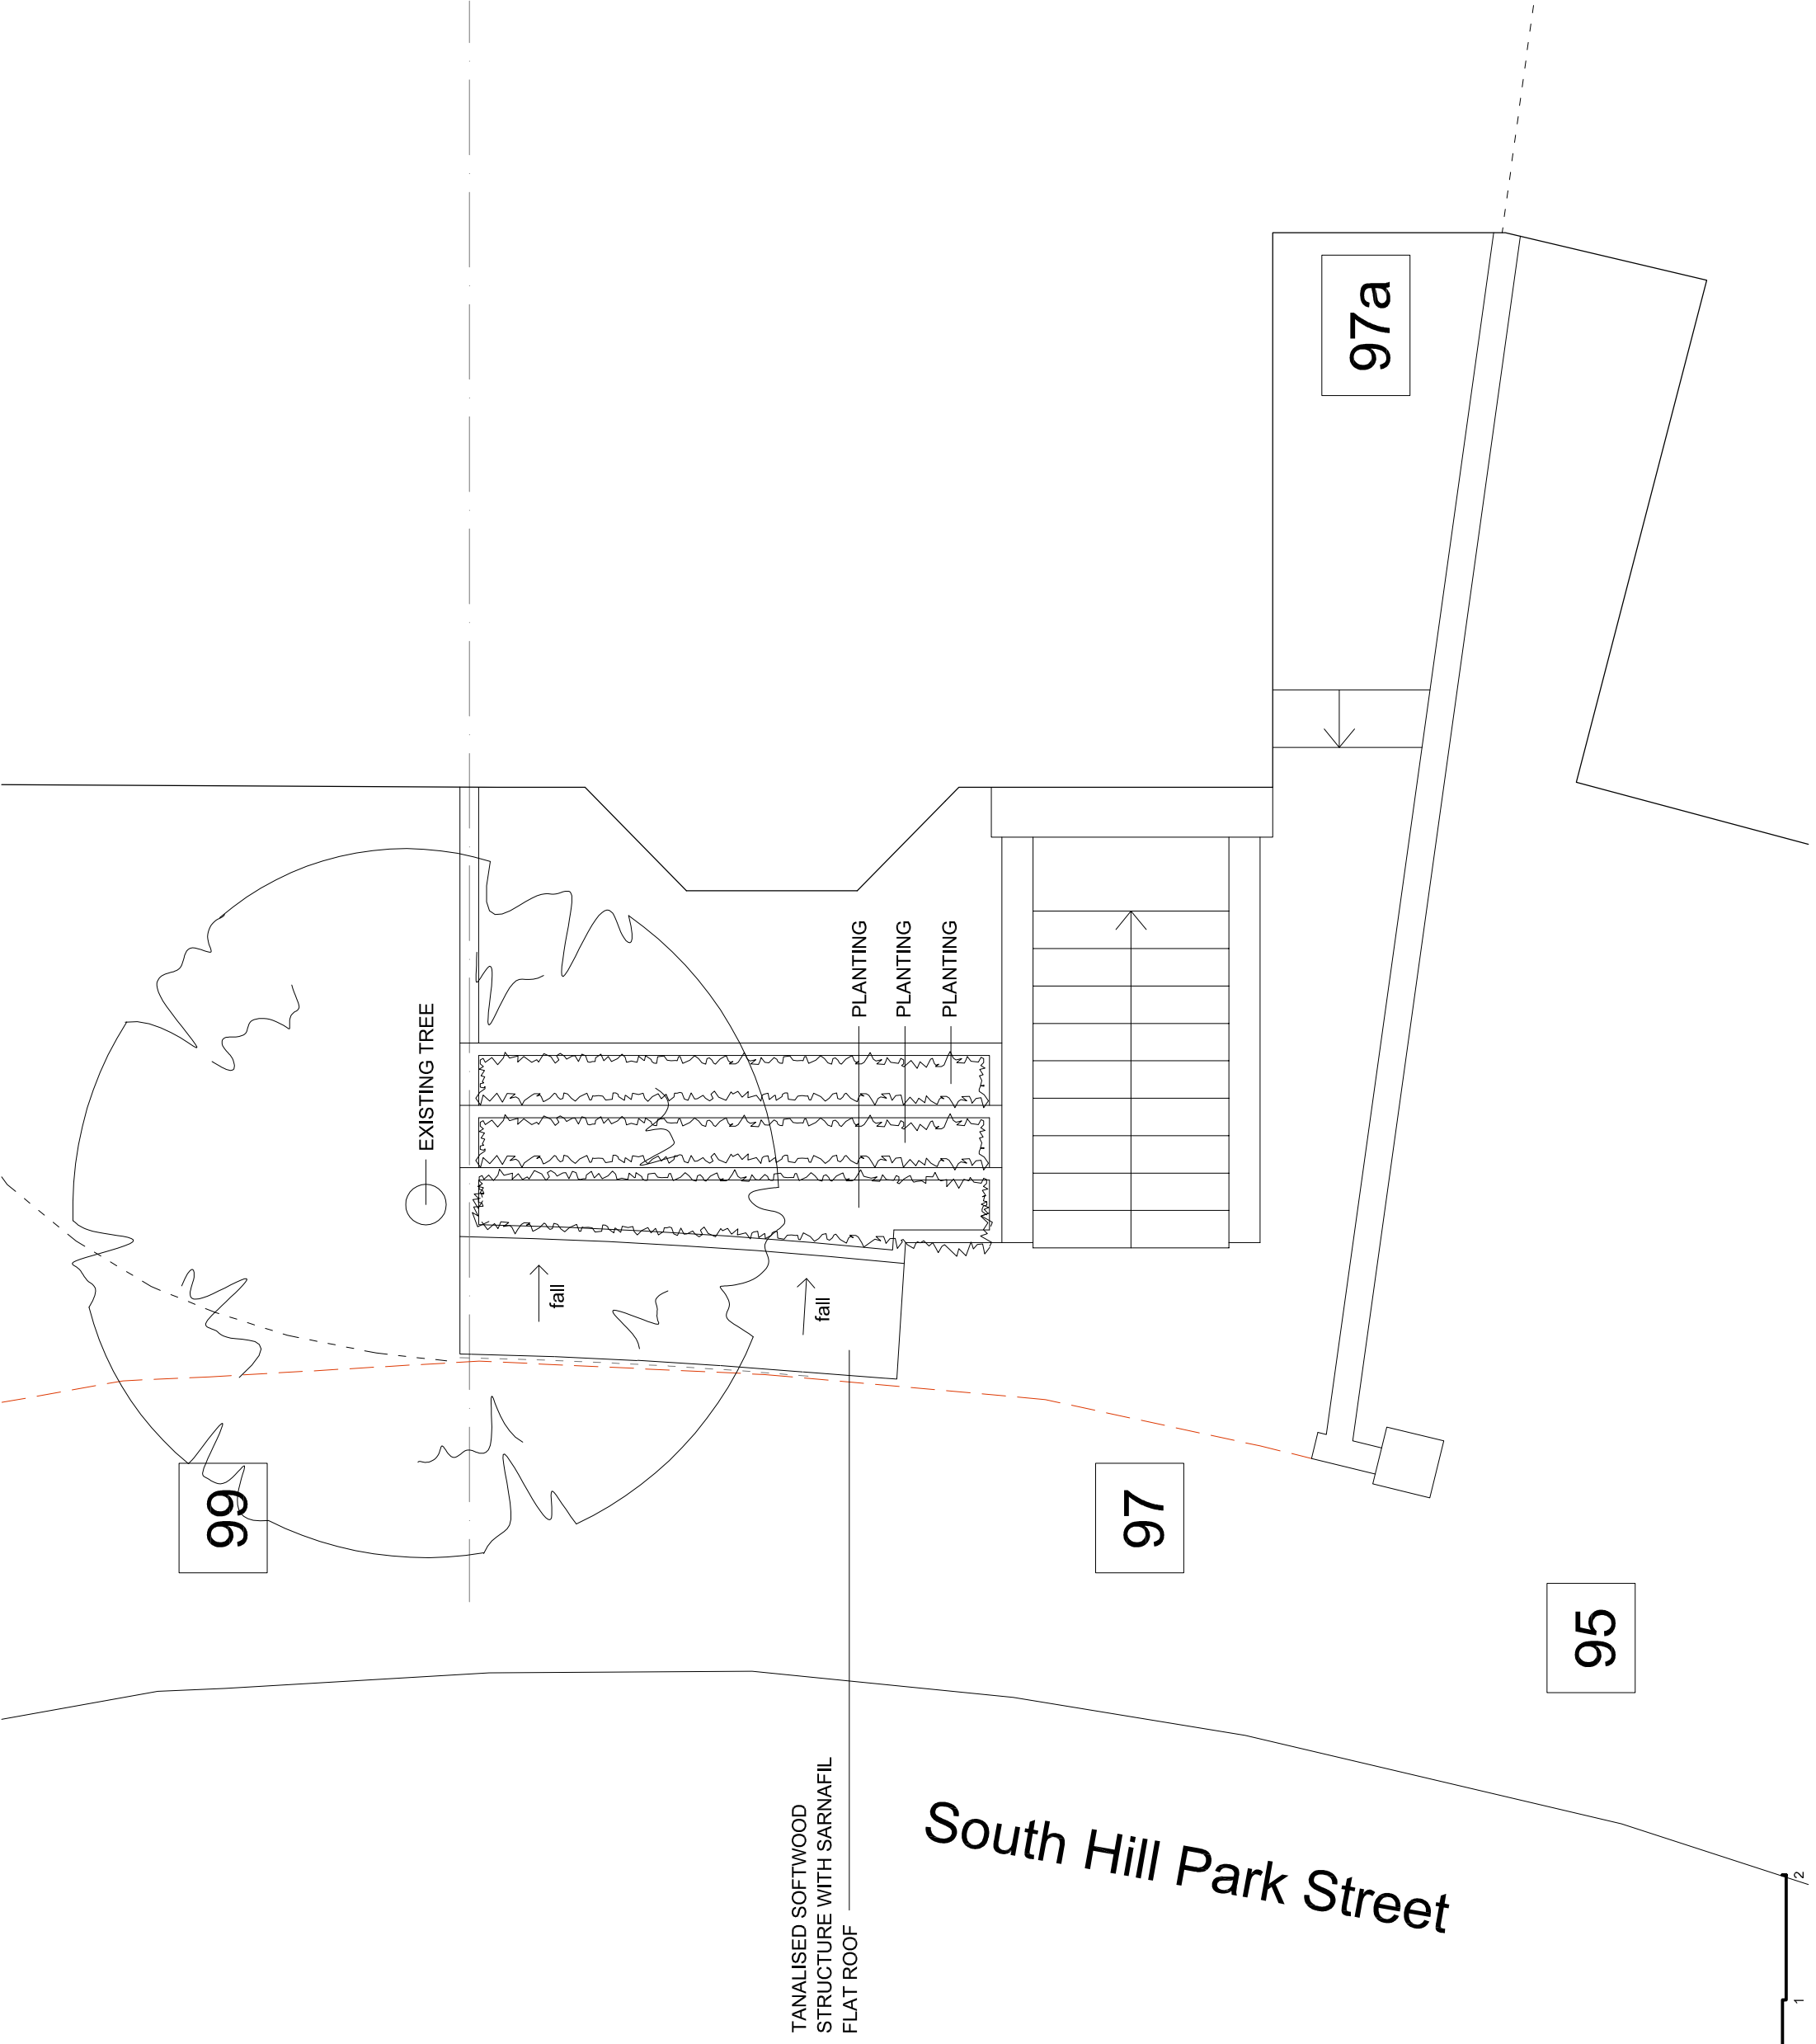 97a
EXISTING TREE
PLANTING
PLANTING
PLANTING
fall
fall
99
97
95
TANALISED SOFTWOOD
STRUCTURE WITH SARNAFIL
FLAT ROOF
South Hill Park Street
2
1